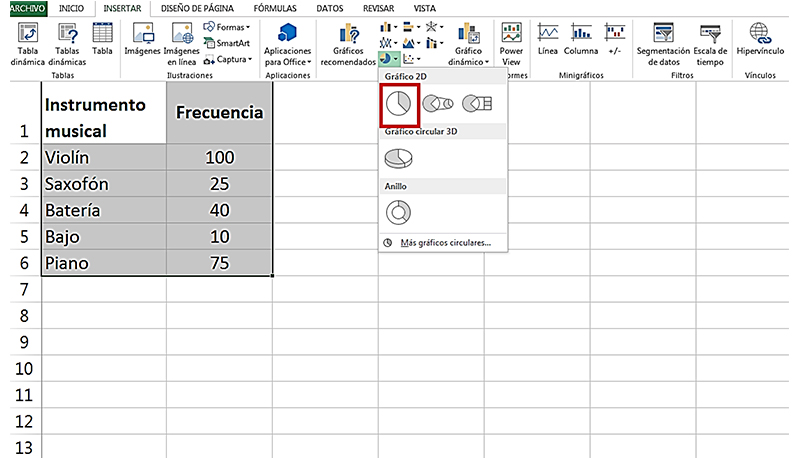 ARCHIVO INICIO INSERTAR DISEÑO DE PÁGINA FÓRMULAS DATOS REVISAR VISTA
Tabla dinámica
Tablas dinámicas
Tabla
Tablas
Imágenes
Imágenes en línea
Formas
SmartArt
Captura
Ilustraciones
Aplicaciones para Office
Aplicaciones
Gráficos recomendados
Gráfico dinámico
Power View
ormes
Línea
Columna
+/-
Minigráficos
Segmentación de datos
Escala de tiempo
Filtros
Hipervínculo
Vínculos
Gráfico 2D
Gráfico circular 3D
Anillo
Más gráficos circulares...
1 Instrumento musical Frecuencia
2 Violín 100
3 Saxofón 25
4 Batería 40
5 Bajo 10
6 Piano 75
7
8
9
10
11
12
13